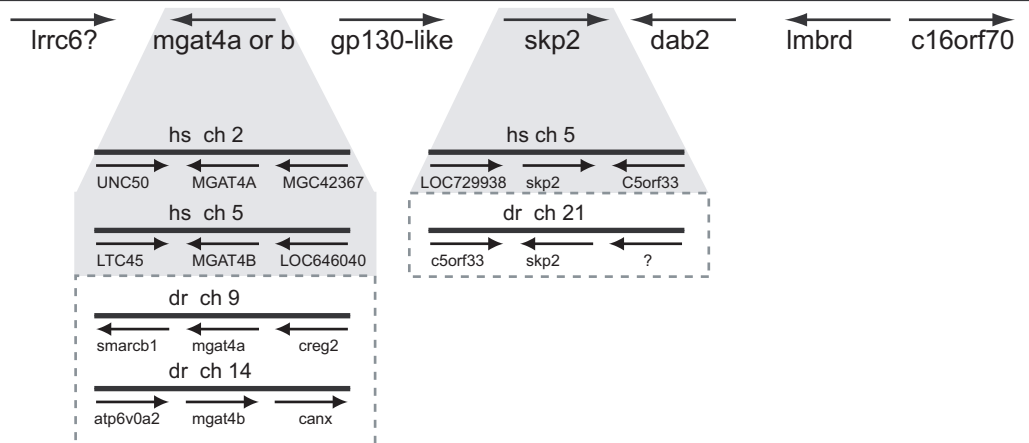 lrrc6? mgat4a or b gp130-like skp2 dab2 lmbrd c16orf70
hs ch 2
UNC50 MGAT4A MGC42367
hs ch 5
LTC45 MGAT4B LOC646040
dr ch 9
smarcb1 mgat4a creg2
dr ch 14
atp6v0a2 mgat4b canx
hs ch 5
LOC729938 skp2 C5orf33
dr ch 21
c5orf33 skp2 ?